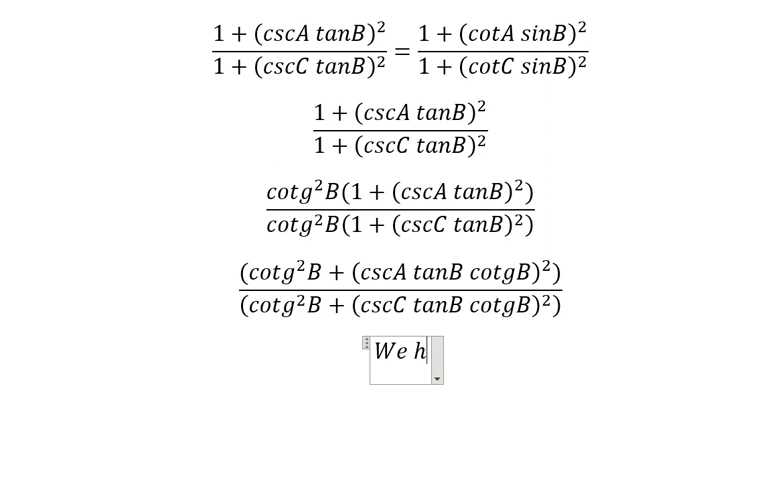 1 + (cscA tanB)² / 1 + (cscC tanB)² = 1 + (cotA sinB)² / 1 + (cotC sinB)²
1 + (cscA tanB)² / 1 + (cscC tanB)²
cotg²B(1 + (cscA tanB)²) / cotg²B(1 + (cscC tanB)²)
(cotg²B + (cscA tanB cotgB)²) / (cotg²B + (cscC tanB cotgB)²)
We h